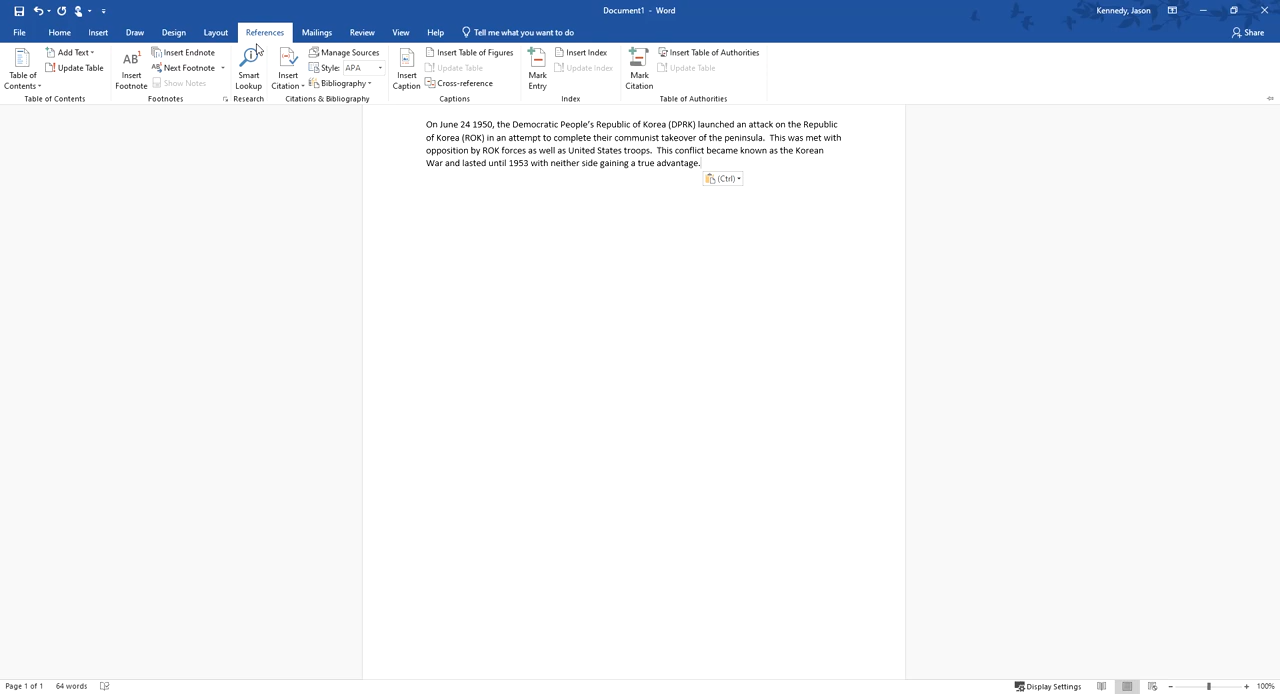 Document1 - Word
Kennedy, Jason
File Home Insert Draw Design Layout References Mailings Review View Help Tell me what you want to do Share
Table of Contents
Add Text
Update Table
Table of Contents
AB1 Insert Footnote
Insert Endnote
Next Footnote
Show Notes
Footnotes
Smart Lookup
Research
Insert Citation
Manage Sources
Style: APA
Bibliography
Citations & Bibliography
Insert Caption
Insert Table of Figures
Update Table
Cross-reference
Captions
Mark Entry
Insert Index
Update Index
Index
Mark Citation
Insert Table of Authorities
Update Table
Table of Authorities
On June 24 1950, the Democratic People's Republic of Korea (DPRK) launched an attack on the Republic
of Korea (ROK) in an attempt to complete their communist takeover of the peninsula. This was met with
opposition by ROK forces as well as United States troops. This conflict became known as the Korean
War and lasted until 1953 with neither side gaining a true advantage.
(Ctrl)
Page 1 of 1 64 words Display Settings 100%